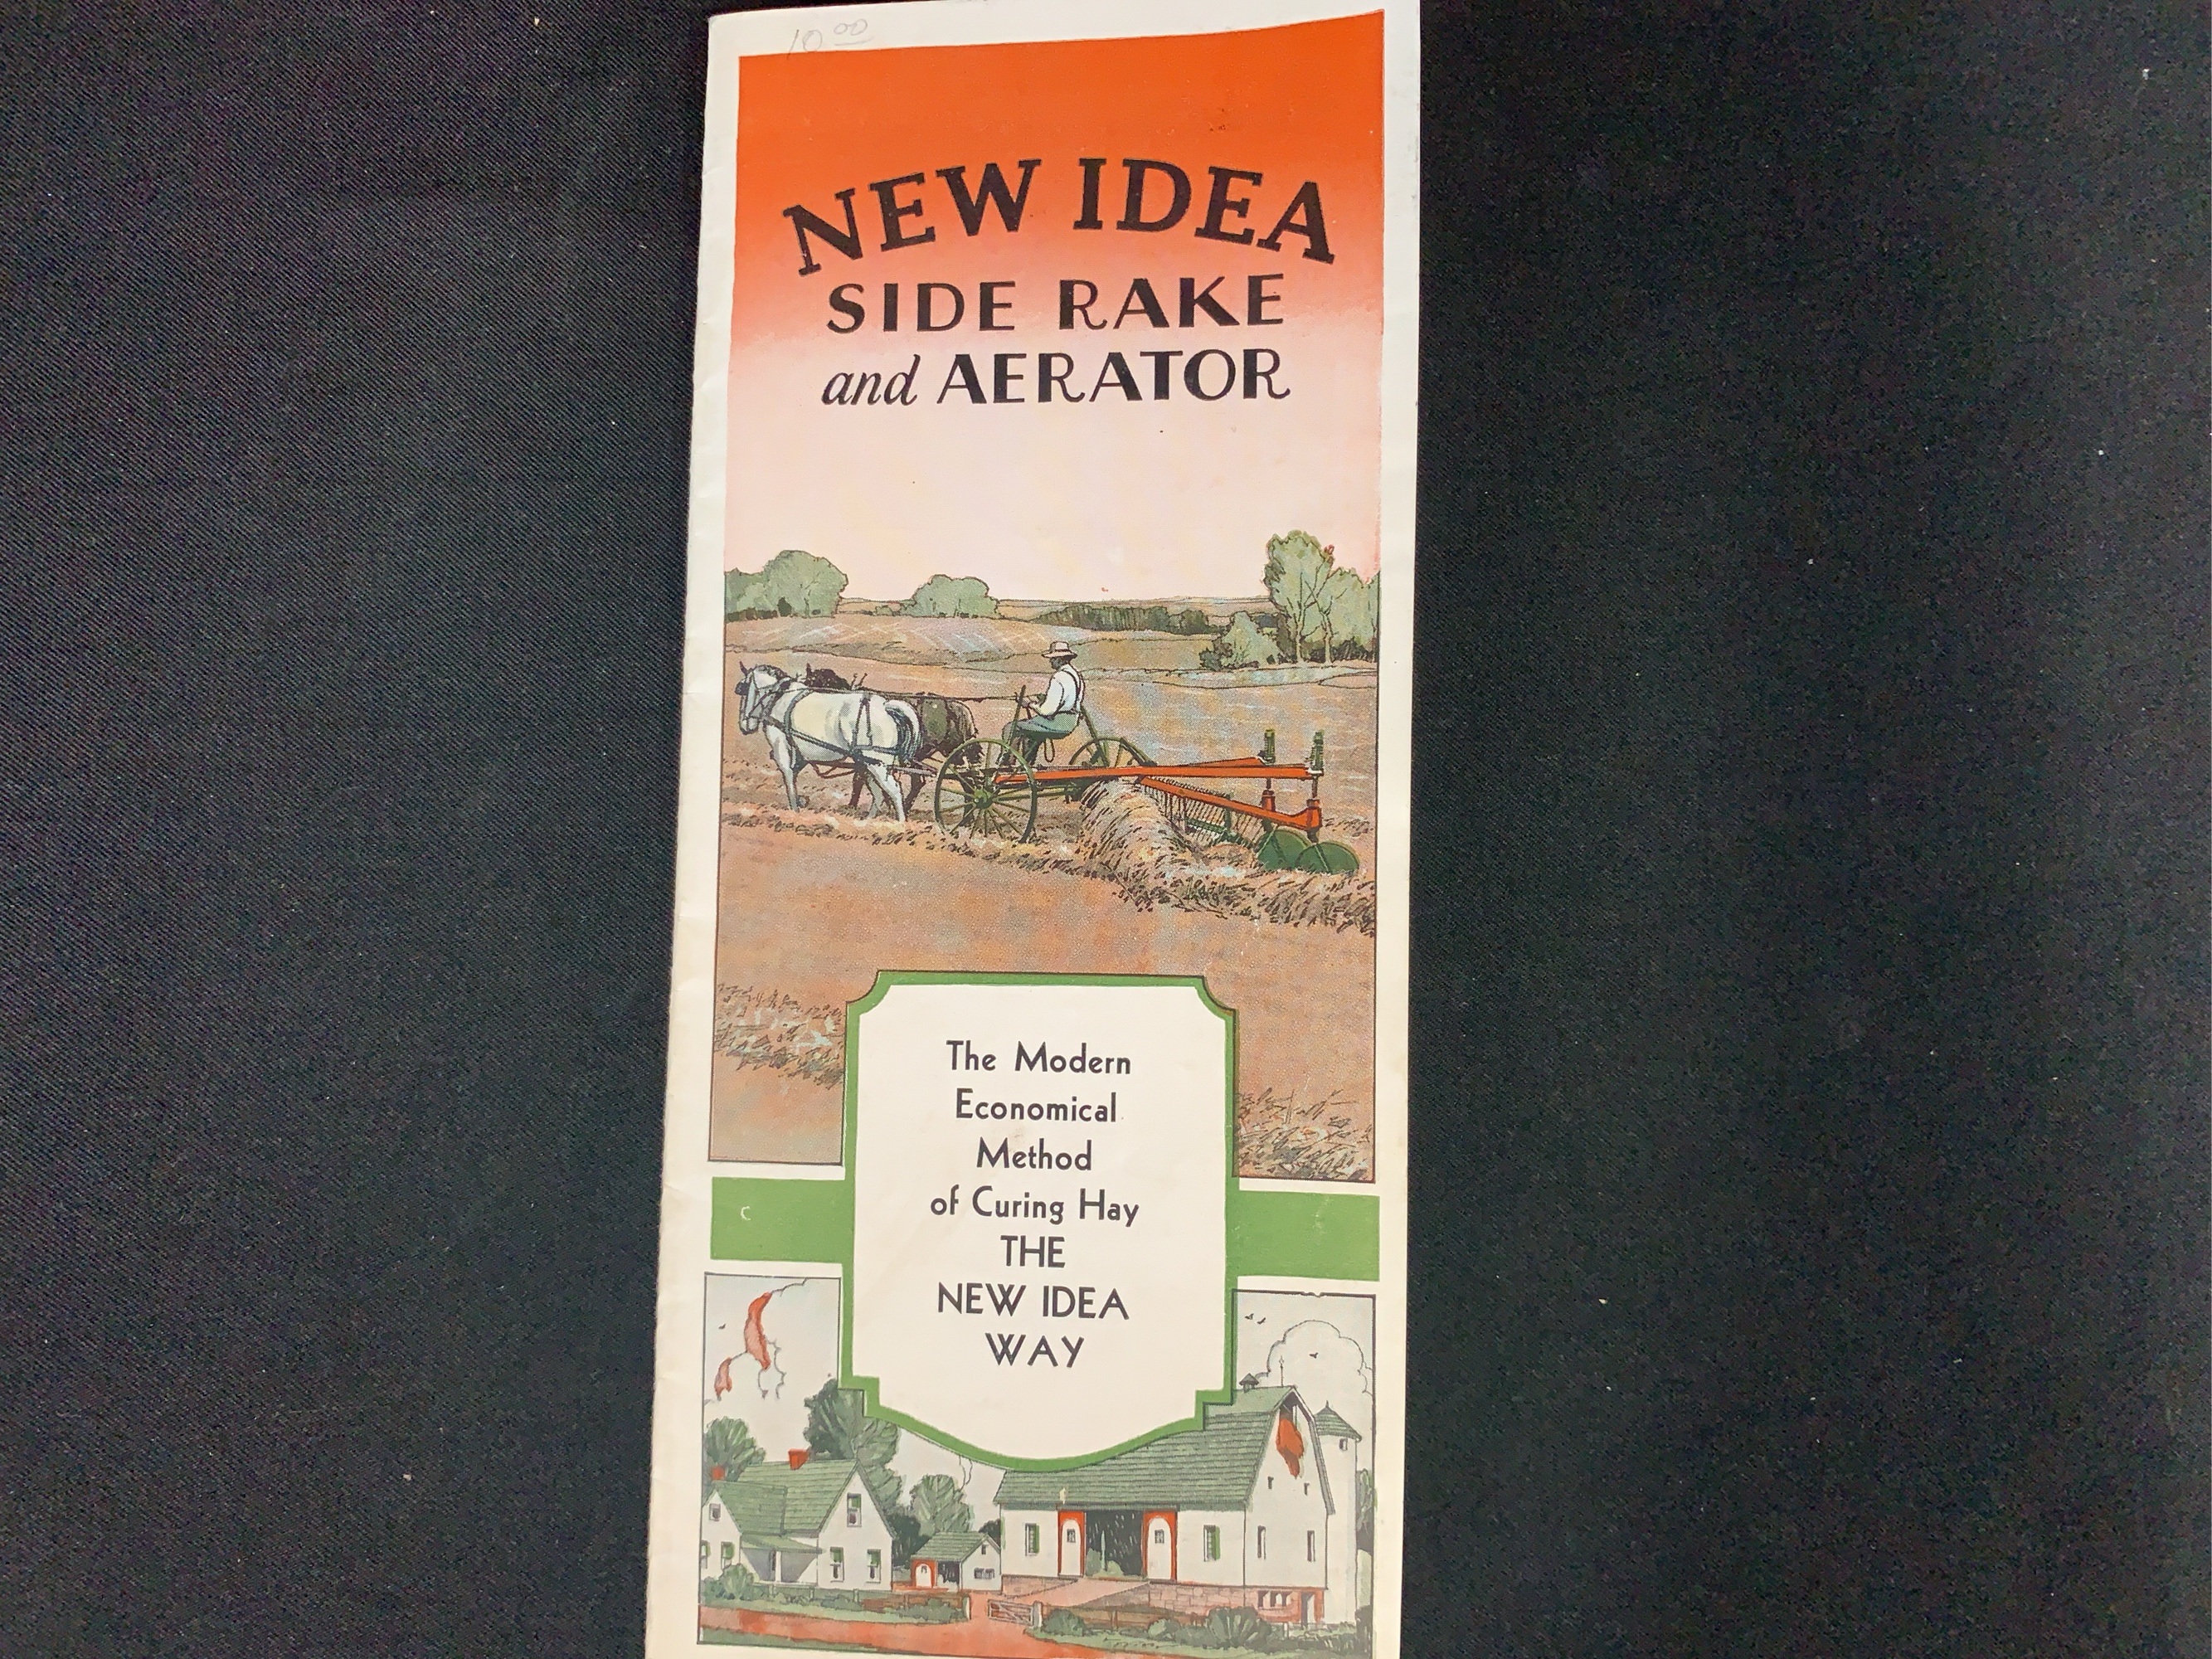 10 00
NEW IDEA
SIDE RAKE
and AERATOR
The Modern
Economical
Method
of Curing Hay
THE
NEW IDEA
WAY